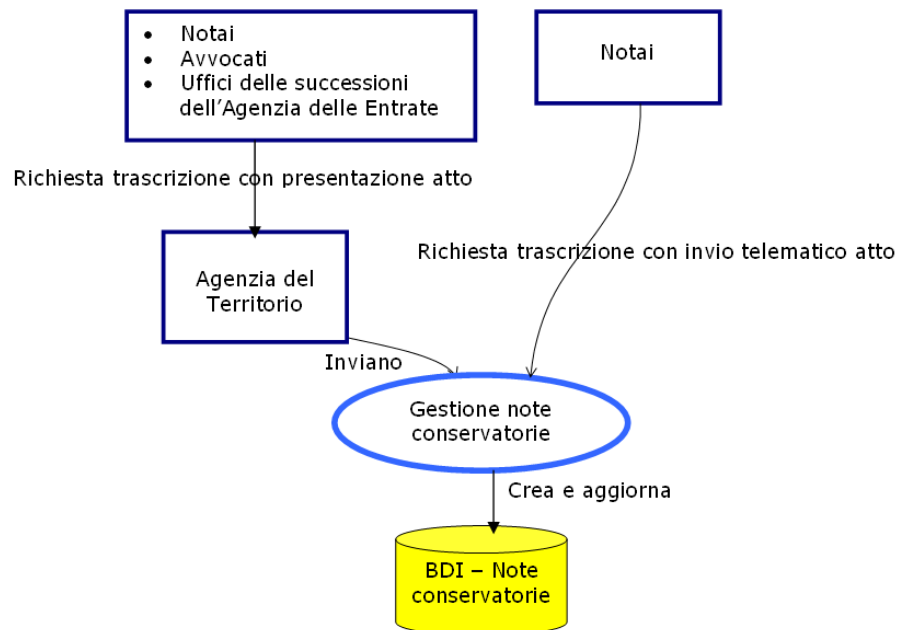 • Notai
• Avvocati
• Uffici delle successioni
dell'Agenzia delle Entrate
Notai
Richiesta trascrizione con presentazione atto
Richiesta trascrizione con invio telematico atto
Agenzia del
Territorio
Inviano
Gestione note
conservatorie
Crea e aggiorna
BDI – Note
conservatorie